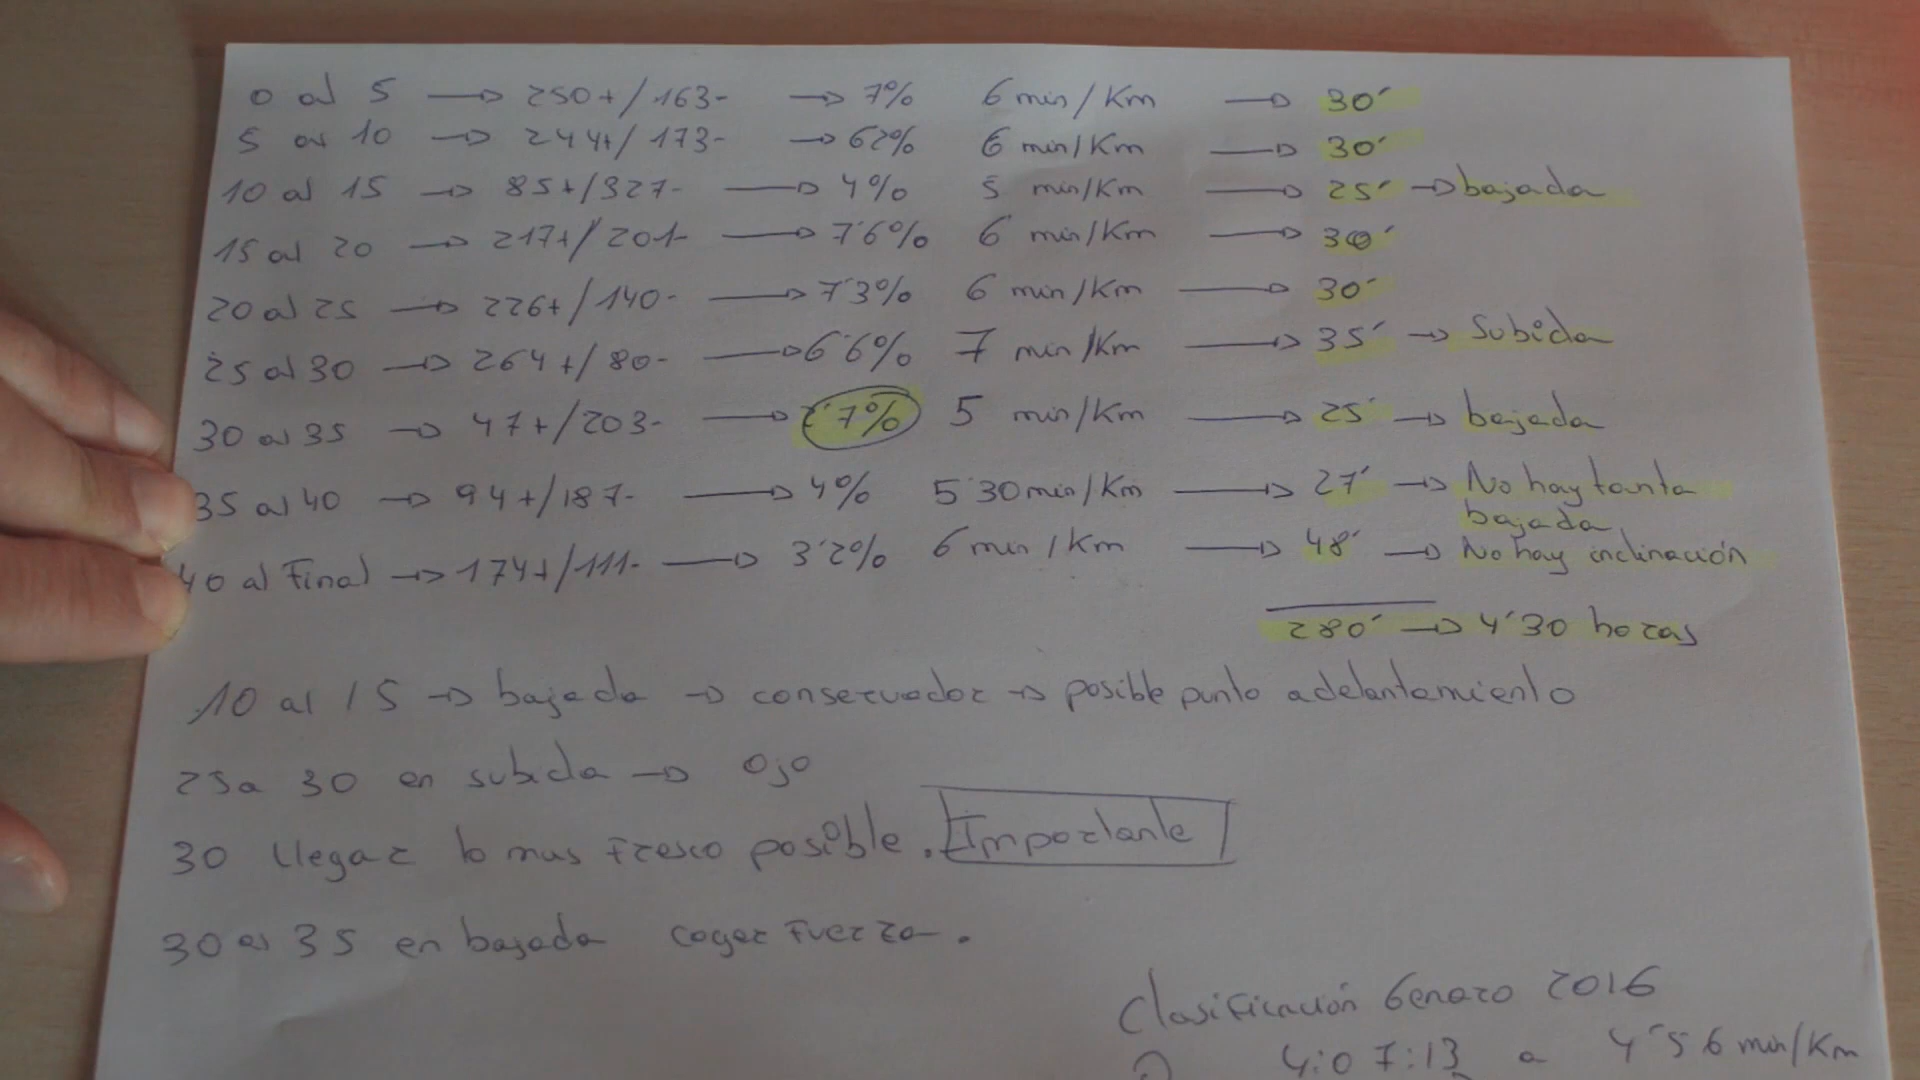 0 al 5 → 250+/163- → 7% 6 min/Km → 30'
5 al 10 → 244+/173- → 6'2% 6 min/Km → 30'
10 al 15 → 85+/327- → 4% 5 min/Km → 25' → bajada
15 al 20 → 217+/201- → 7'6% 6 min/Km → 30'
20 al 25 → 226+/140- → 7'3% 6 min/Km → 30'
25 al 30 → 264+/80- → 6'6% 7 min/Km → 35' → Subida
30 al 35 → 47+/203- → 2'7% 5 min/Km → 25' → bajada
35 al 40 → 94+/187- → 4% 5'30 min/Km → 27' → No hay tanta
bajada
40 al Final → 174+/111- → 3'2% 6 min/Km → 48' → No hay inclinación
280' → 4'30 horas
10 al 15 → bajada → conservador → posible punto adelantamiento
25 a 30 en subida → Ojo
30 llegar lo mas fresco posible. Importante
30 al 35 en bajada coger fuerza.
Clasificación Genaro 2016
4:07:13 a 4'56 min/Km